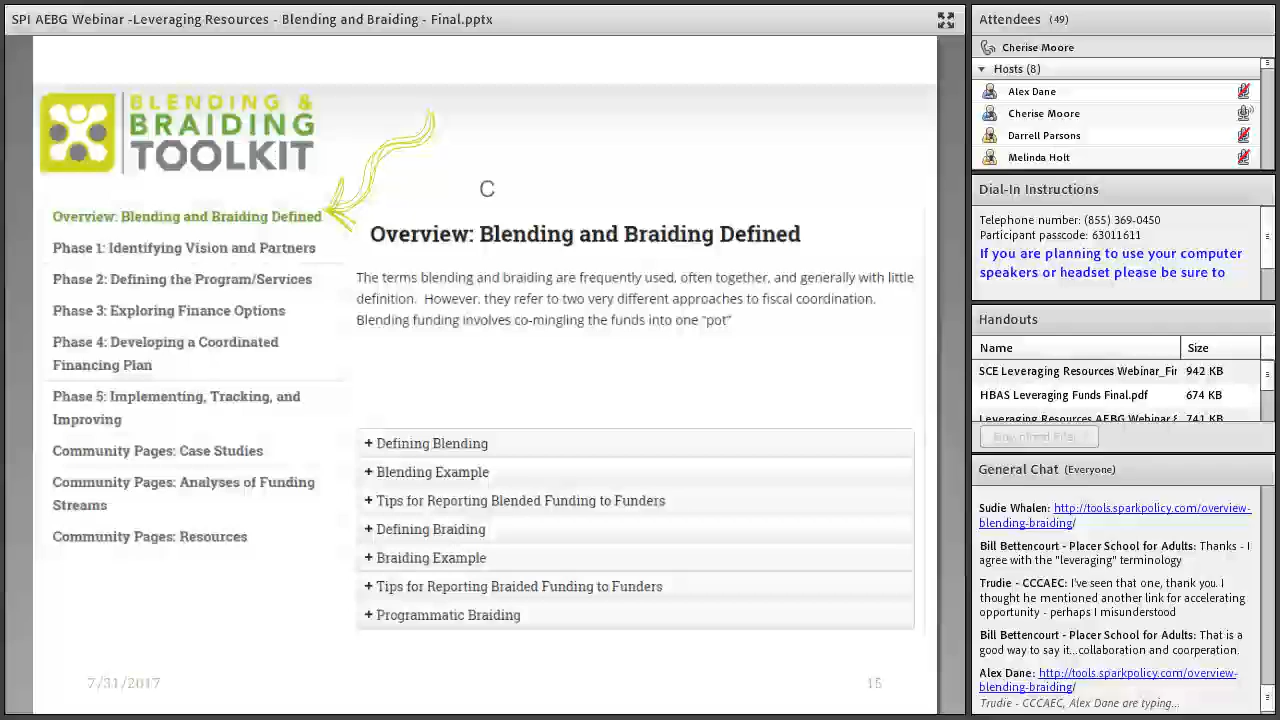 SPI AEBG Webinar -Leveraging Resources - Blending and Braiding - Final.pptx
BLENDING &
BRAIDING
TOOLKIT
Overview: Blending and Braiding Defined
Phase 1: Identifying Vision and Partners
Phase 2: Defining the Program/Services
Phase 3: Exploring Finance Options
Phase 4: Developing a Coordinated
Financing Plan
Phase 5: Implementing, Tracking, and
Improving
Community Pages: Case Studies
Community Pages: Analyses of Funding
Streams
Community Pages: Resources
C
Overview: Blending and Braiding Defined
The terms blending and braiding are frequently used, often together, and generally with little
definition.  However, they refer to two very different approaches to fiscal coordination.
Blending funding involves co-mingling the funds into one "pot"
+ Defining Blending
+ Blending Example
+ Tips for Reporting Blended Funding to Funders
+ Defining Braiding
+ Braiding Example
+ Tips for Reporting Braided Funding to Funders
+ Programmatic Braiding
7/31/2017
15
Attendees (49)
Cherise Moore
Hosts (8)
Alex Dane
Cherise Moore
Darrell Parsons
Melinda Holt
Dial-In Instructions
Telephone number: (855) 369-0450
Participant passcode: 63011611
If you are planning to use your computer
speakers or headset please be sure to
Handouts
Name Size
SCE Leveraging Resources Webinar_Fir 942 KB
HBAS Leveraging Funds Final.pdf 674 KB
Leveraging Resources AEBG Webinar 741 KB
Download File
General Chat (Everyone)
Sudie Whalen: http://tools.sparkpolicy.com/overview-
blending-braiding/
Bill Bettencourt - Placer School for Adults: Thanks - I
agree with the "leveraging" terminology
Trudie - CCCAEC: I've seen that one, thank you. I
thought he mentioned another link for accelerating
opportunity - perhaps I misunderstood
Bill Bettencourt - Placer School for Adults: That is a
good way to say it...collaboration and coorperation.
Alex Dane: http://tools.sparkpolicy.com/overview-
blending-braiding/
Trudie - CCCAEC, Alex Dane are typing...